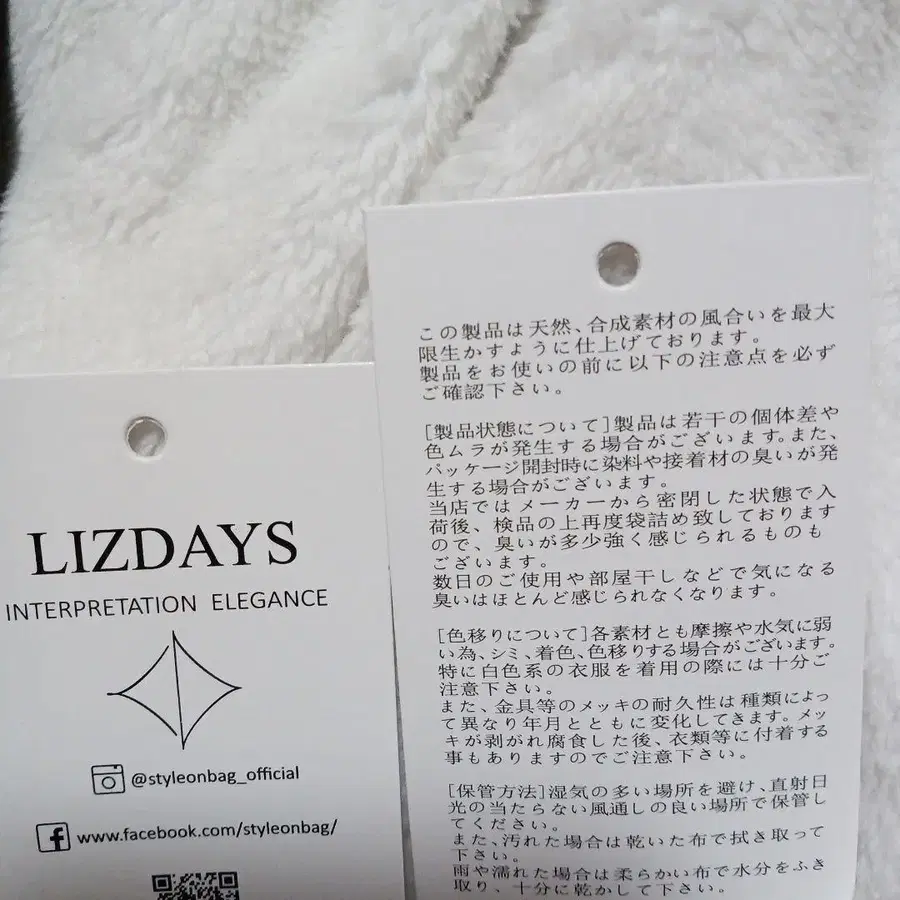 LIZDAYS
INTERPRETATION ELEGANCE
@styleonbag_official
www.facebook.com/styleonbag/
この製品は天然、合成素材の風合いを最大
限生かすように仕上げております。
製品をお使いの前に以下の注意点を必ず
ご確認下さい。
[製品状態について]製品は若干の個体差や
色ムラが発生する場合がございます。また、
パッケージ開封時に染料や接着材の臭いが発
生する場合がございます。
当店ではメーカーから密閉した状態で入
荷後、検品の上再度袋詰め致しております
ので、臭いが多少強く感じられるものも
ございます。
数日のご使用や部屋干しなどで気になる
臭いはほとんど感じられなくなります。
[色移りについて]各素材とも摩擦や水気に弱
い為、シミ、着色、色移りする場合がございます。
特に白色系の衣服を着用の際には十分ご
注意下さい。
また、金具等のメッキの耐久性は種類によっ
て異なり年月とともに変化してきます。メッ
キが剥がれ腐食した後、衣類等に付着する
事もありますのでご注意下さい。
[保管方法]湿気の多い場所を避け、直射日
光の当たらない風通しの良い場所で保管し
てください。
また、汚れた場合は乾いた布で拭き取って
下さい。
雨や濡れた場合は柔らかい布で水分をふき
取り、十分に乾かして下さい。